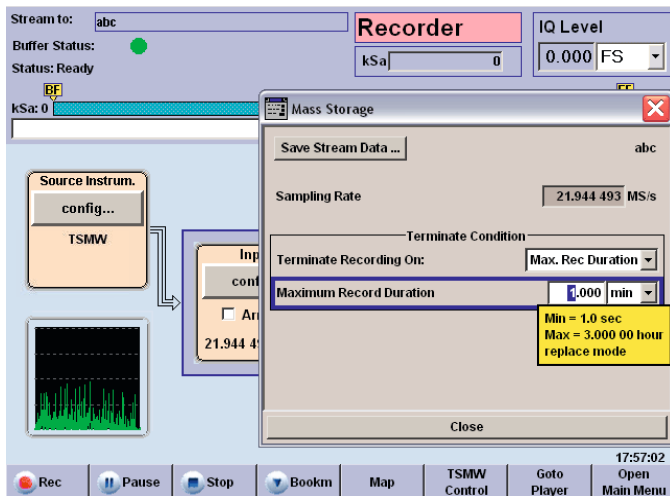 Stream to: abc
Recorder
IQ Level
Buffer Status:
kSa 0
0.000 FS
Status: Ready
BF
kSa: 0
Mass Storage
Save Stream Data ... abc
Sampling Rate 21.944 493 MS/s
Terminate Condition
Terminate Recording On: Max. Rec Duration
Maximum Record Duration 1.000 min
Min = 1.0 sec
Max = 3.000 00 hour
replace mode
Close
Source Instrum.
config...
TSMW
Inp
conf
21.944 4
17:57:02
Rec
Pause
Stop
Bookm
Map
TSMW Control
Goto Player
Open Main Menu